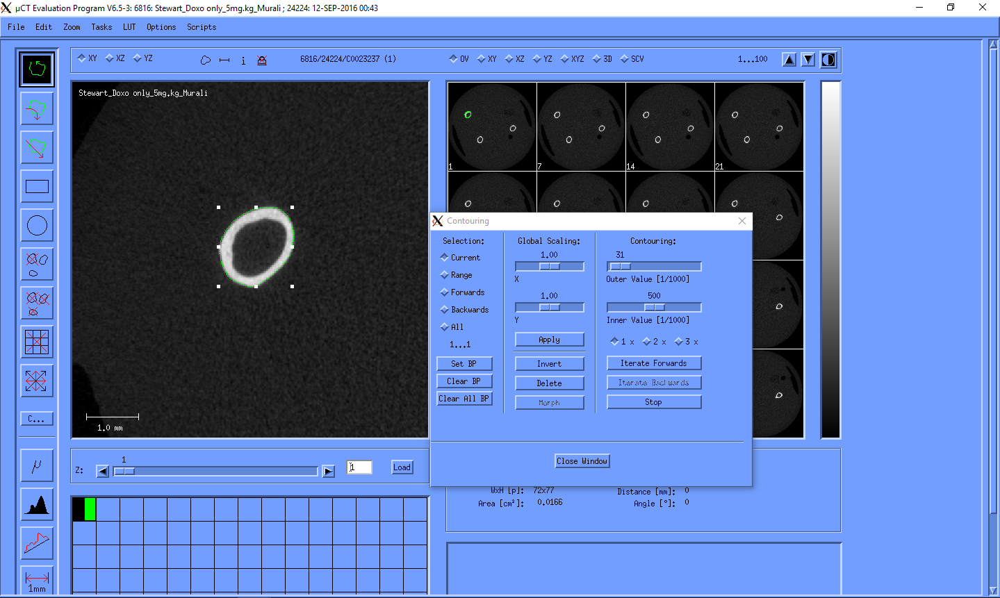 µCT Evaluation Program V6.5-3: 6816: Stewart_Doxo only_5mg.kg_Murali ; 24224: 12-SEP-2016 00:43
File Edit Zoom Tasks LUT Options Scripts
XY XZ YZ i 6816/24224/C0023237 (1) OV XY XZ YZ XYZ 3D SCV 1...100
Stewart_Doxo only_5mg.kg_Murali
1 7 14 21
Contouring
Selection: Global Scaling: Contouring:
Current 1.00 31
Range X Outer Value [1/1000]
Forwards 1.00 500
Backwards Y Inner Value [1/1000]
All
1...1 Apply 1 x 2 x 3 x
Set BP Invert Iterate Forwards
Clear BP Delete Iterate Backwards
Clear All BP Morph Stop
Close Window
C...
1.0 mm
µ
1mm
Z: 1 1 Load
WxH [p]: 72x77 Distance [mm]: 0
Area [cm²]: 0.0166 Angle [°]: 0